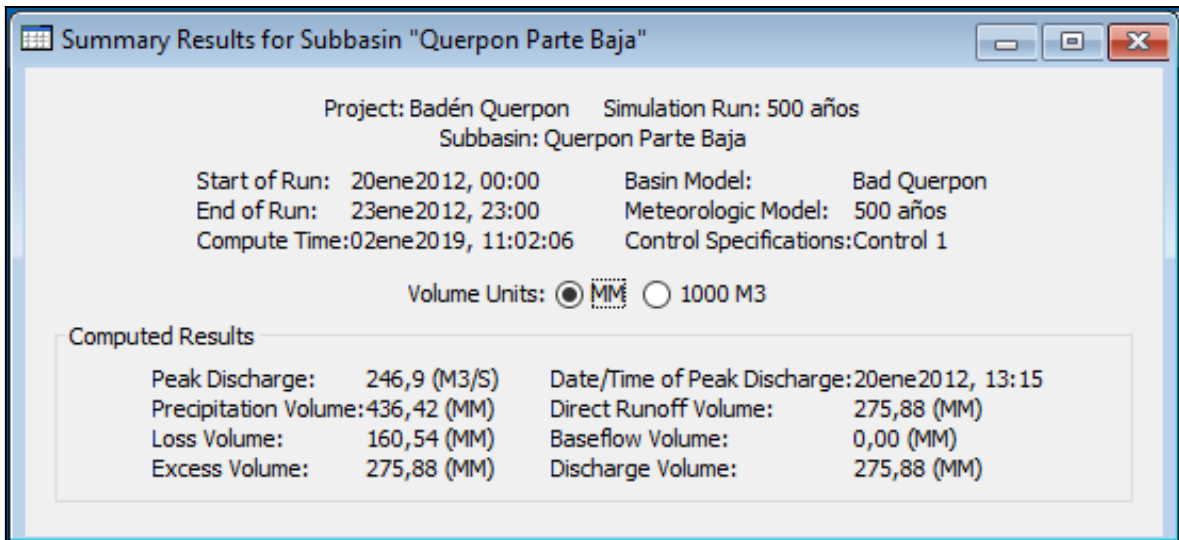 Summary Results for Subbasin "Querpon Parte Baja"
Project: Badén Querpon Simulation Run: 500 años
Subbasin: Querpon Parte Baja
Start of Run: 20ene2012, 00:00 Basin Model: Bad Querpon
End of Run: 23ene2012, 23:00 Meteorologic Model: 500 años
Compute Time:02ene2019, 11:02:06 Control Specifications:Control 1
Volume Units: MM 1000 M3
Computed Results
Peak Discharge: 246,9 (M3/S) Date/Time of Peak Discharge:20ene2012, 13:15
Precipitation Volume:436,42 (MM) Direct Runoff Volume: 275,88 (MM)
Loss Volume: 160,54 (MM) Baseflow Volume: 0,00 (MM)
Excess Volume: 275,88 (MM) Discharge Volume: 275,88 (MM)